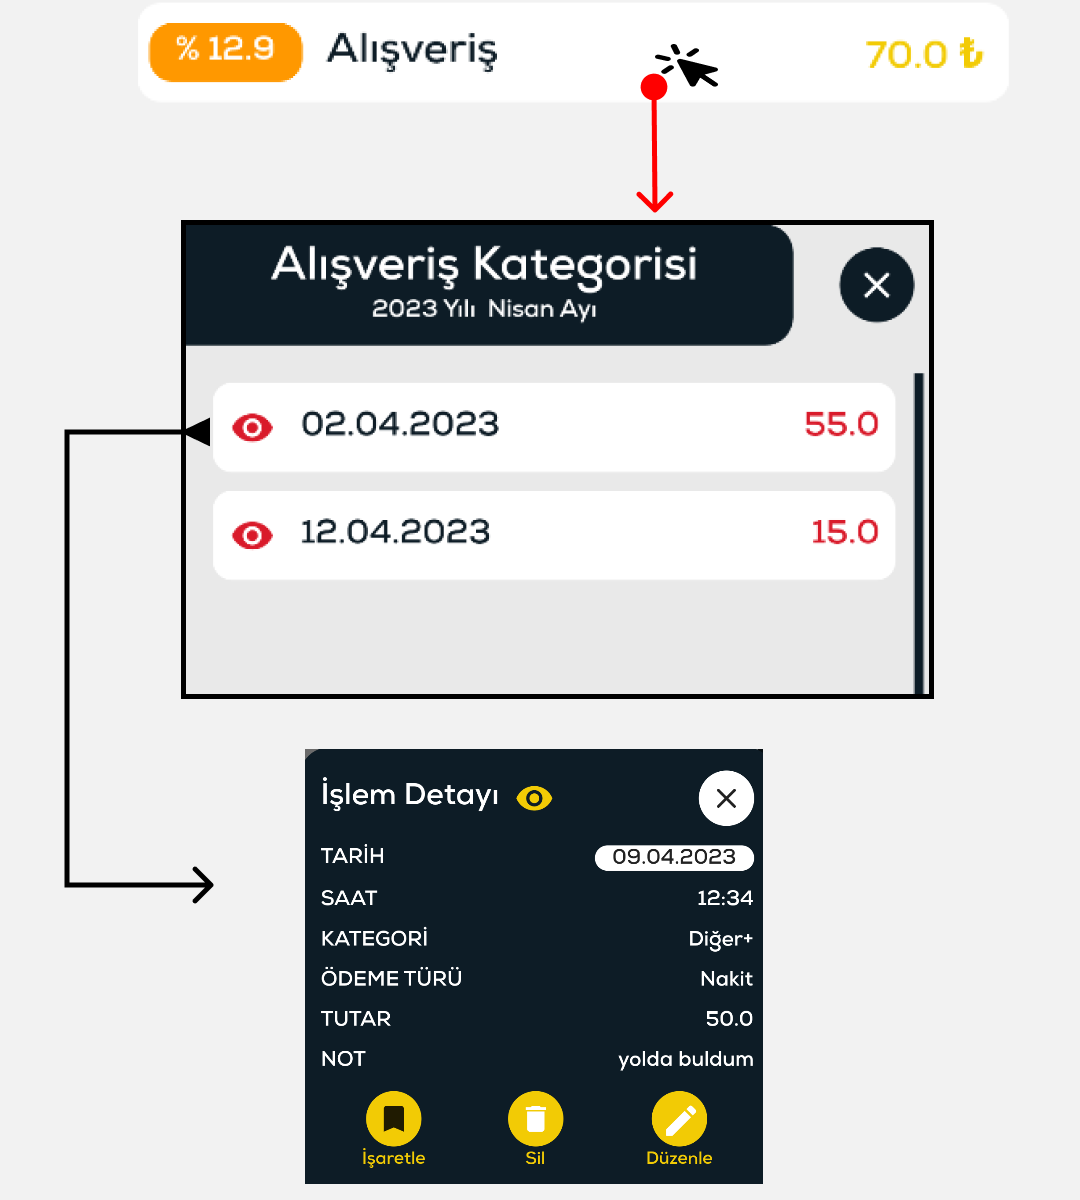 % 12.9 Alışveriş 70.0 ₺
Alışveriş Kategorisi
2023 Yılı Nisan Ayı
02.04.2023 55.0
12.04.2023 15.0
İşlem Detayı
TARİH 09.04.2023
SAAT 12:34
KATEGORİ Diğer+
ÖDEME TÜRÜ Nakit
TUTAR 50.0
NOT yolda buldum
İşaretle Sil Düzenle